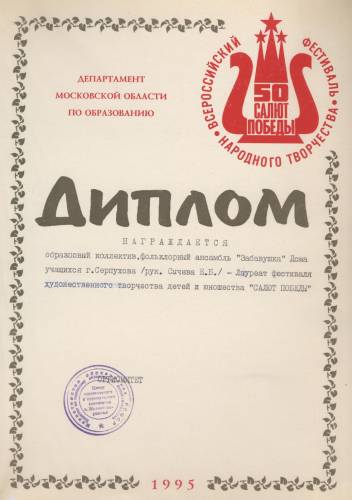 ДЕПАРТАМЕНТ
МОСКОВСКОЙ ОБЛАСТИ
ПО ОБРАЗОВАНИЮ
ВСЕРОССИЙСКИЙ ФЕСТИВАЛЬ НАРОДНОГО ТВОРЧЕСТВА
50
САЛЮТ
ПОБЕДЫ
ДИПЛОМ
НАГРАЖДАЕТСЯ
образцовый коллектив,фольклорный ансамбль "Забавушка" Дома
учащихся г.Серпухова /рук. Сычева Н.Н./ - Лауреат фестиваля
художественного творчества детей и юношества "САЛЮТ ПОБЕДЫ"
ОРГКОМИТЕТ
1995